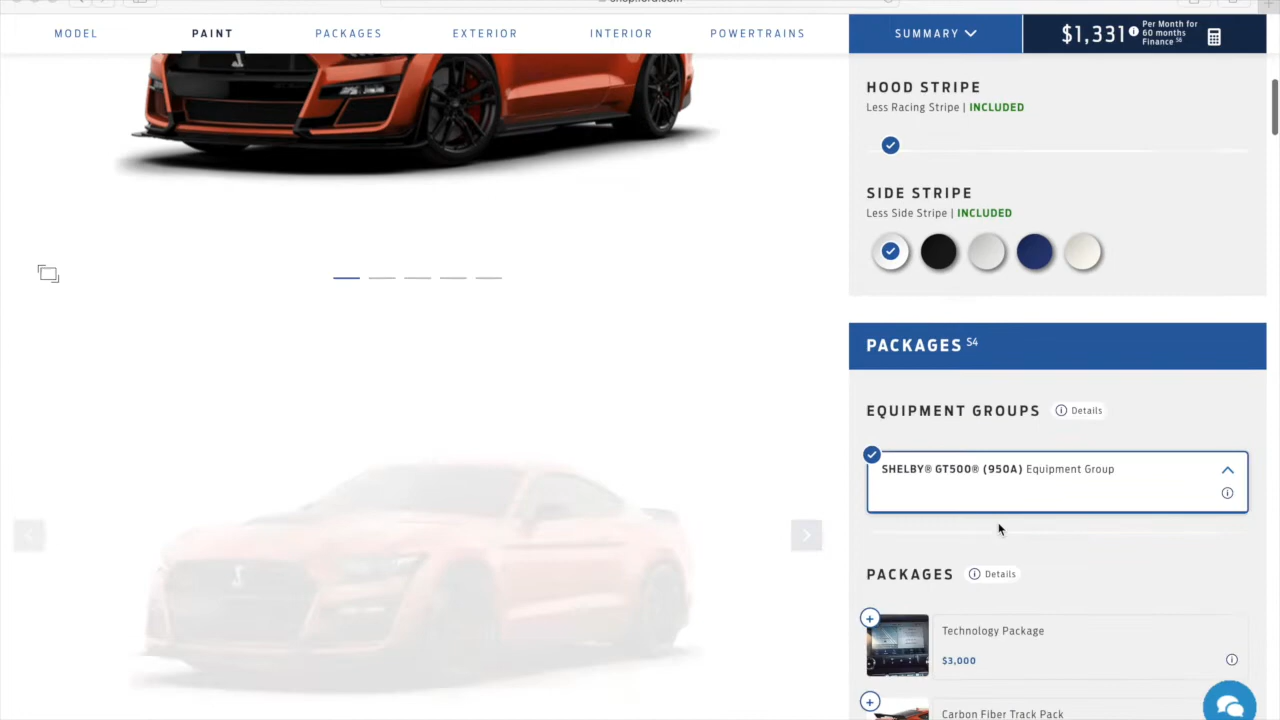 MODEL
PAINT
PACKAGES
EXTERIOR
INTERIOR
POWERTRAINS
SUMMARY
$1,331
Per Month for
60 months
Finance S8
HOOD STRIPE
Less Racing Stripe | INCLUDED
SIDE STRIPE
Less Side Stripe | INCLUDED
PACKAGES S4
EQUIPMENT GROUPS Details
SHELBY® GT500® (950A) Equipment Group
PACKAGES Details
Technology Package
$3,000
Carbon Fiber Track Pack